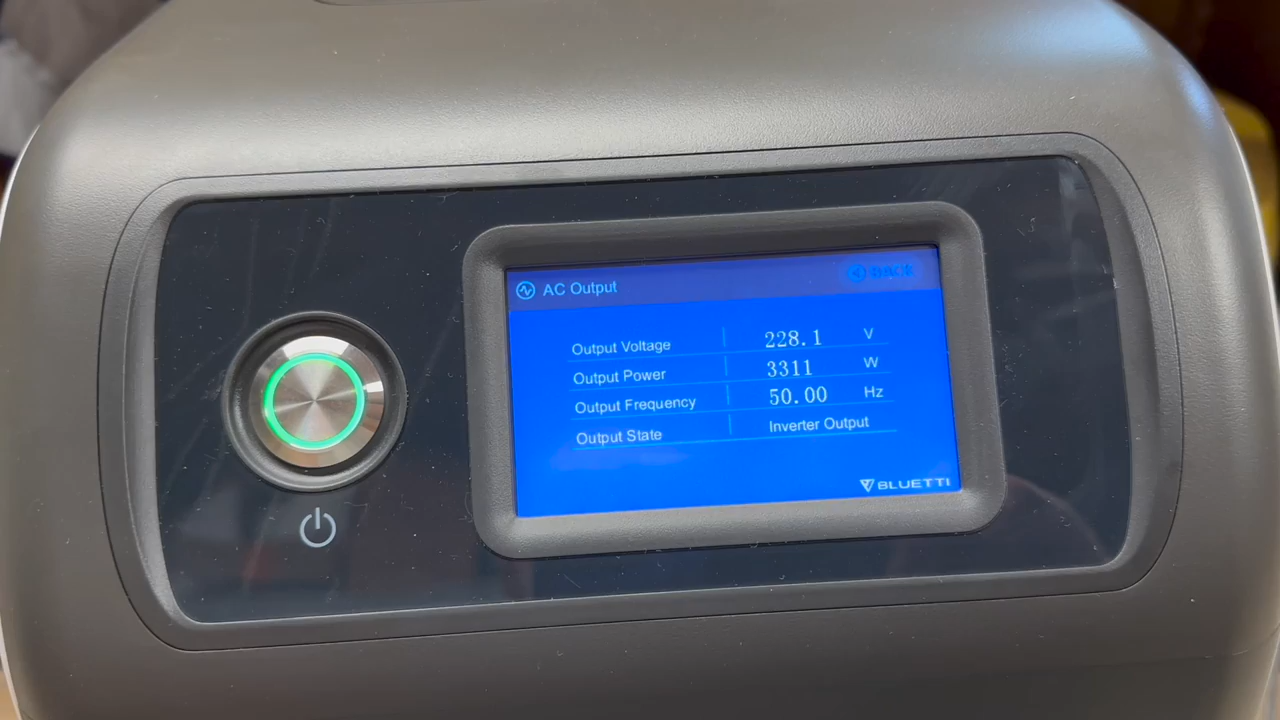 AC Output
BACK
Output Voltage 228.1 V
Output Power 3311 W
Output Frequency 50.00 Hz
Output State Inverter Output
BLUETTI